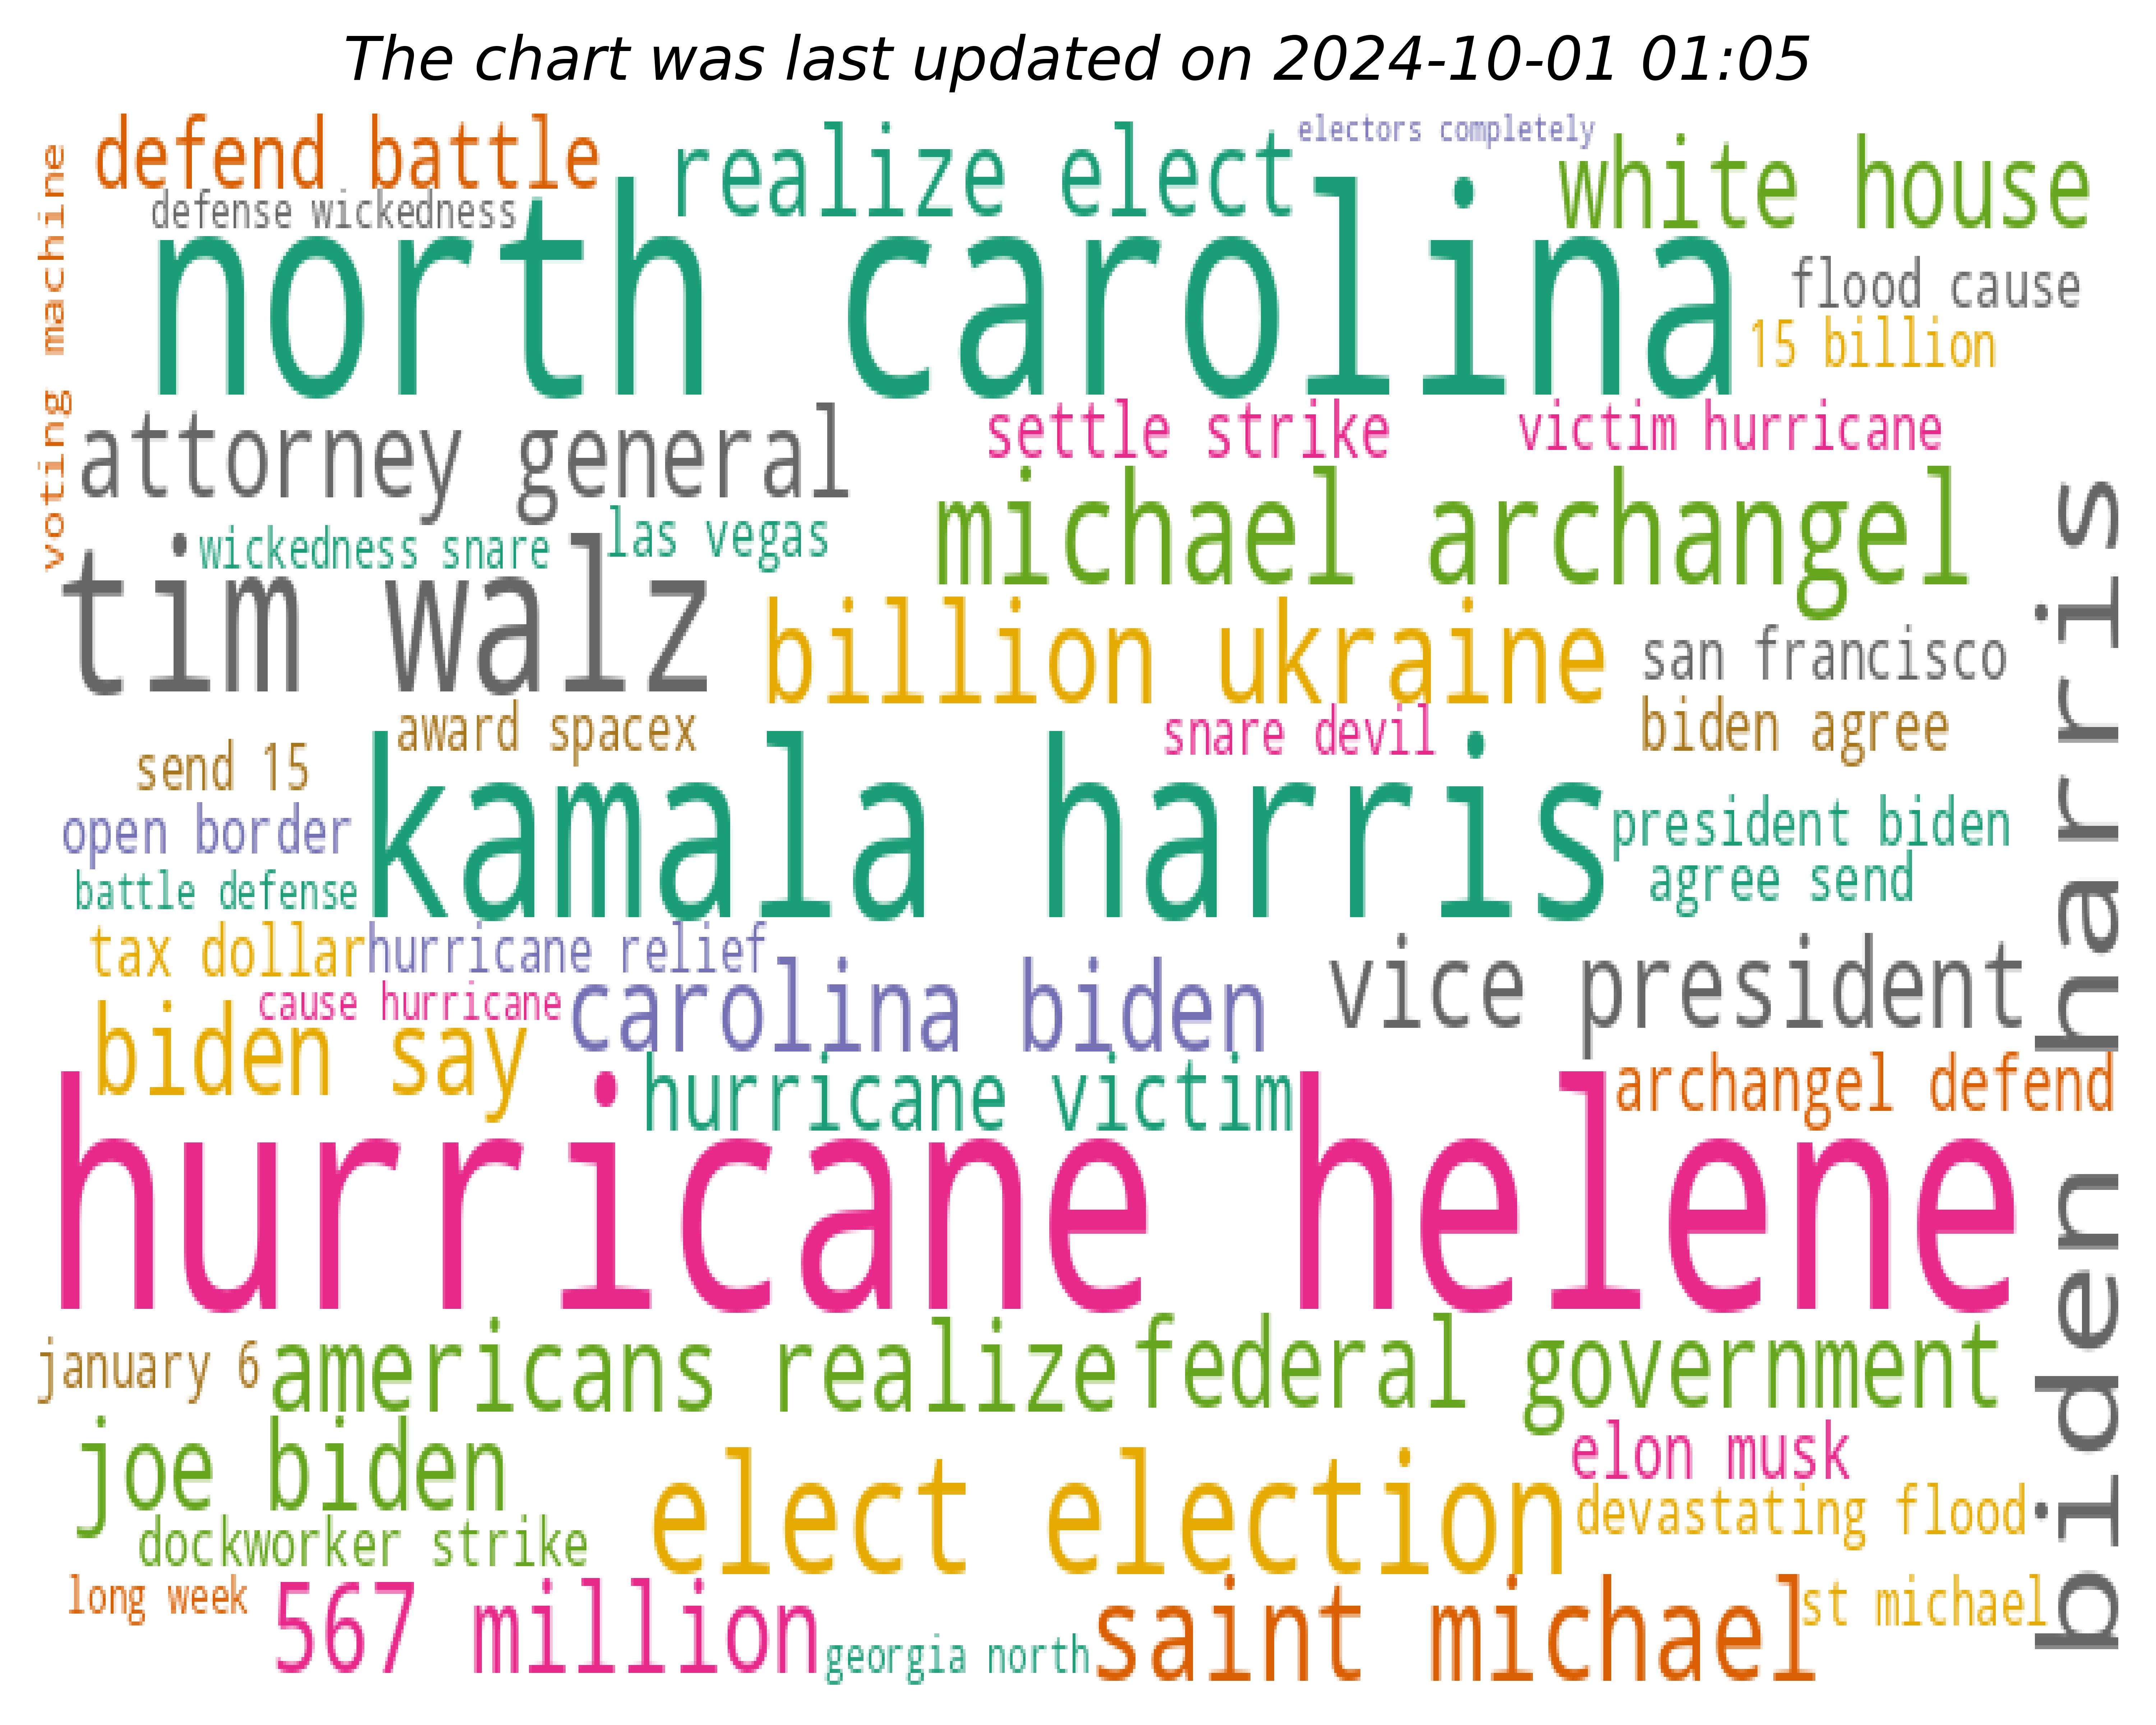 The chart was last updated on 2024-10-01 01:05
defend battle
realize elect
electors completely
white house
voting machine
defense wickedness
north carolina
flood cause
15 billion
attorney general
settle strike
victim hurricane
michael archangel
las vegas
wickedness snare
tim walz
billion ukraine
san francisco
biden harris
award spacex
snare devil
biden agree
send 15
kamala harris
open border
president biden
battle defense
agree send
tax dollar
hurricane relief
vice president
cause hurricane
carolina biden
biden say
hurricane victim
archangel defend
hurricane helene
january 6
americans realize
federal government
joe biden
elon musk
elect election
devastating flood
dockworker strike
long week
567 million
saint michael
st michael
georgia north